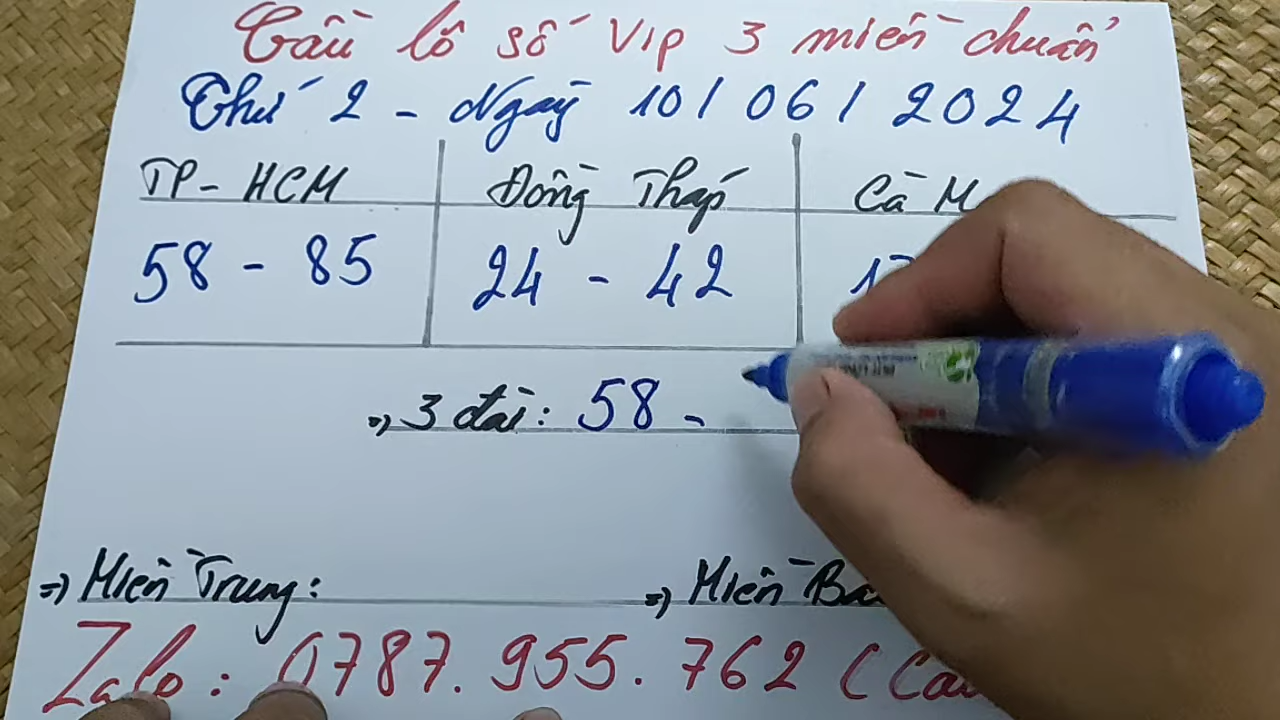 Cầu lô số Vip 3 miền chuẩn
Thứ 2 - Ngày 10/06/2024
TP-HCM Đồng Tháp Cà
58 - 85 24 - 42
=> 3 đài: 58 -
=> Miền Trung: => Miền
Zalo: 0787.955.762 (